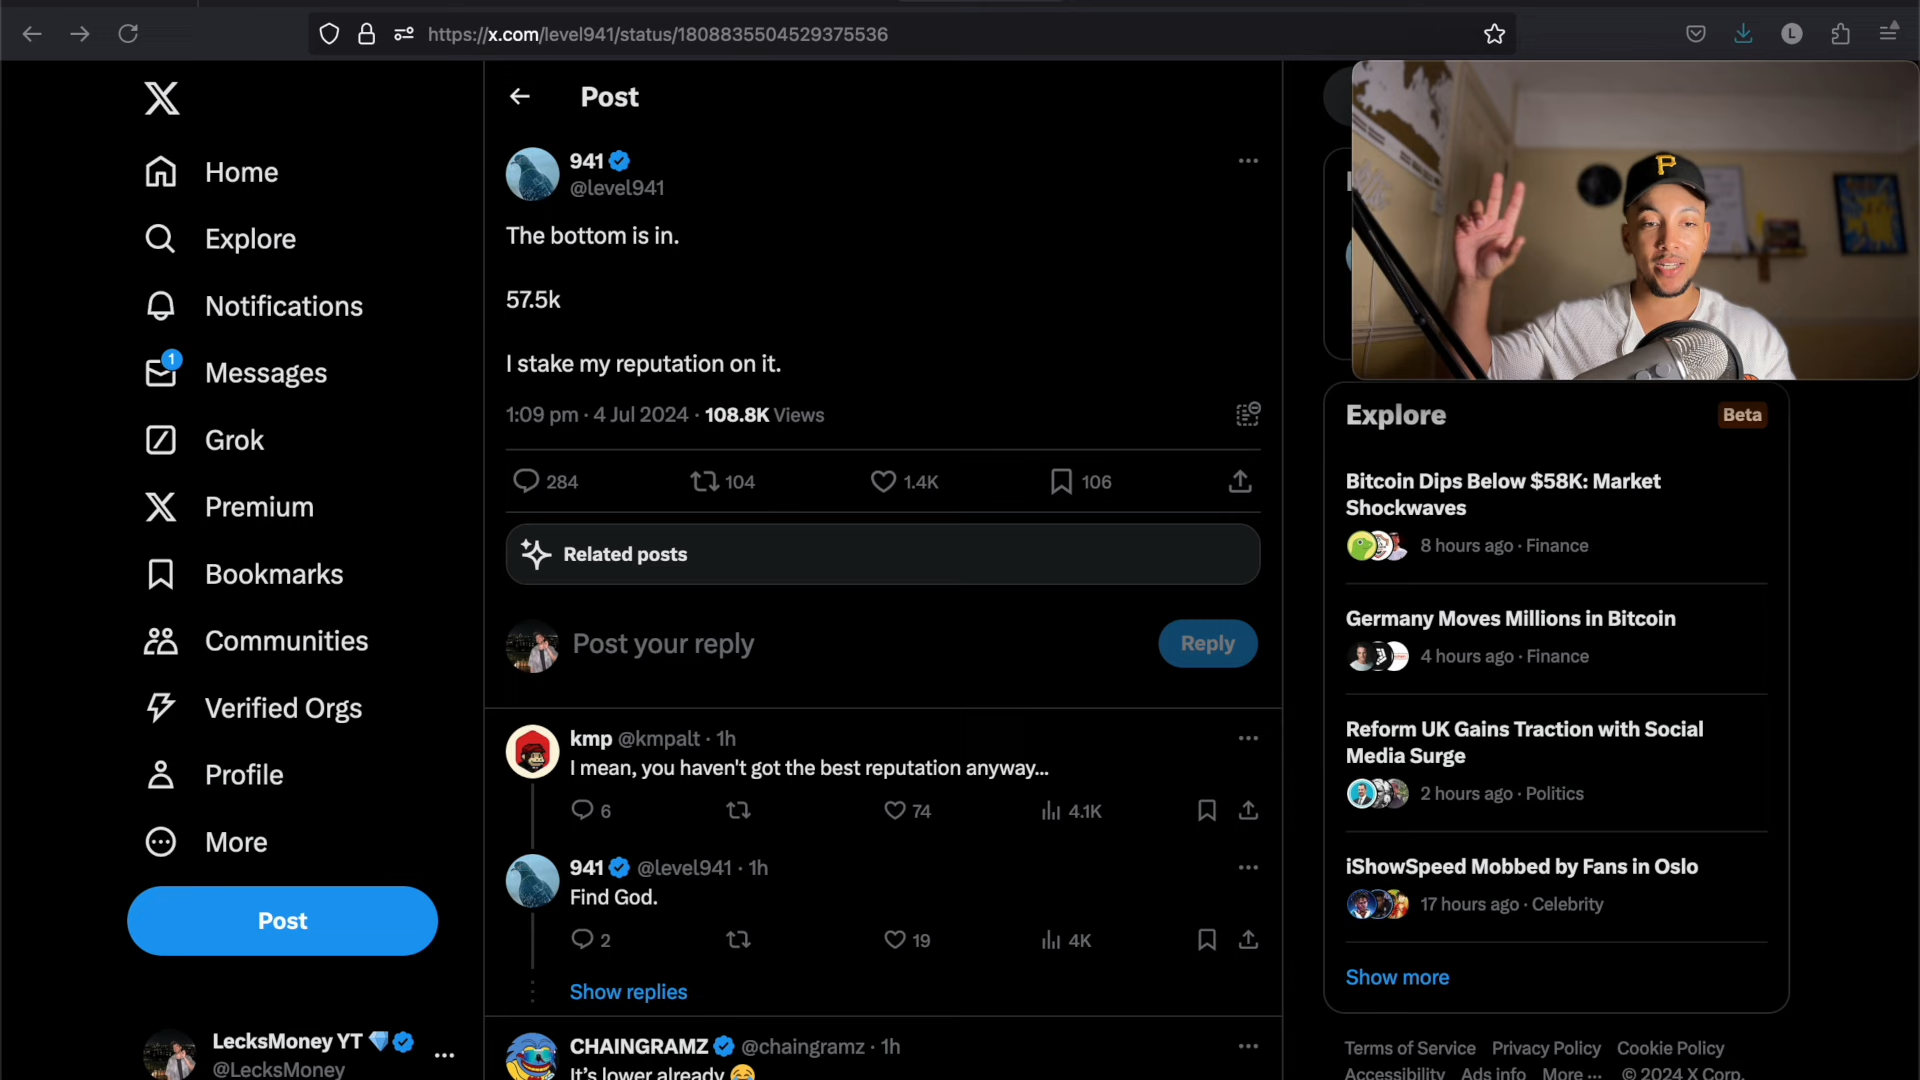 https://x.com/level941/status/1808835504529375536
L
Post
P
941
@level941
Home
Explore
Notifications
1
Messages
Grok
Premium
Bookmarks
Communities
Verified Orgs
Profile
More
Post
LecksMoney YT
@LecksMoney
The bottom is in.
57.5k
I stake my reputation on it.
1:09 pm · 4 Jul 2024 · 108.8K Views
284 104 1.4K 106
Related posts
Post your reply
Reply
kmp @kmpalt · 1h
I mean, you haven't got the best reputation anyway...
6 74 4.1K
941 @level941 · 1h
Find God.
2 19 4K
Show replies
CHAINGRAMZ @chaingramz · 1h
It's lower already 😂
Explore
Beta
Bitcoin Dips Below $58K: Market
Shockwaves
8 hours ago · Finance
Germany Moves Millions in Bitcoin
4 hours ago · Finance
Reform UK Gains Traction with Social
Media Surge
2 hours ago · Politics
iShowSpeed Mobbed by Fans in Oslo
17 hours ago · Celebrity
Show more
Terms of Service Privacy Policy Cookie Policy
Accessibility Ads info More ··· © 2024 X Corp.